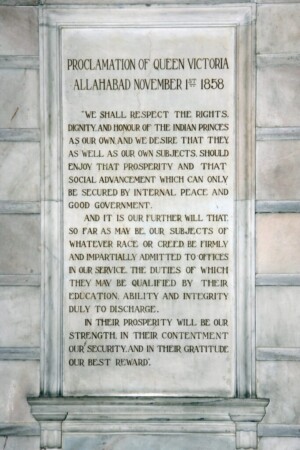 PROCLAMATION OF QUEEN VICTORIA
ALLAHABAD NOVEMBER 1ST 1858
"WE SHALL RESPECT THE RIGHTS,
DIGNITY, AND HONOUR OF THE INDIAN PRINCES
AS OUR OWN, AND WE DESIRE THAT THEY,
AS WELL AS OUR OWN SUBJECTS, SHOULD
ENJOY THAT PROSPERITY AND THAT
SOCIAL ADVANCEMENT WHICH CAN ONLY
BE SECURED BY INTERNAL PEACE AND
GOOD GOVERNMENT.
AND IT IS OUR FURTHER WILL THAT,
SO FAR AS MAY BE, OUR SUBJECTS OF
WHATEVER RACE OR CREED, BE FIRMLY
AND IMPARTIALLY ADMITTED TO OFFICES
IN OUR SERVICE, THE DUTIES OF WHICH
THEY MAY BE QUALIFIED BY THEIR
EDUCATION, ABILITY AND INTEGRITY
DULY TO DISCHARGE.
IN THEIR PROSPERITY WILL BE OUR
STRENGTH, IN THEIR CONTENTMENT
OUR SECURITY, AND IN THEIR GRATITUDE
OUR BEST REWARD".